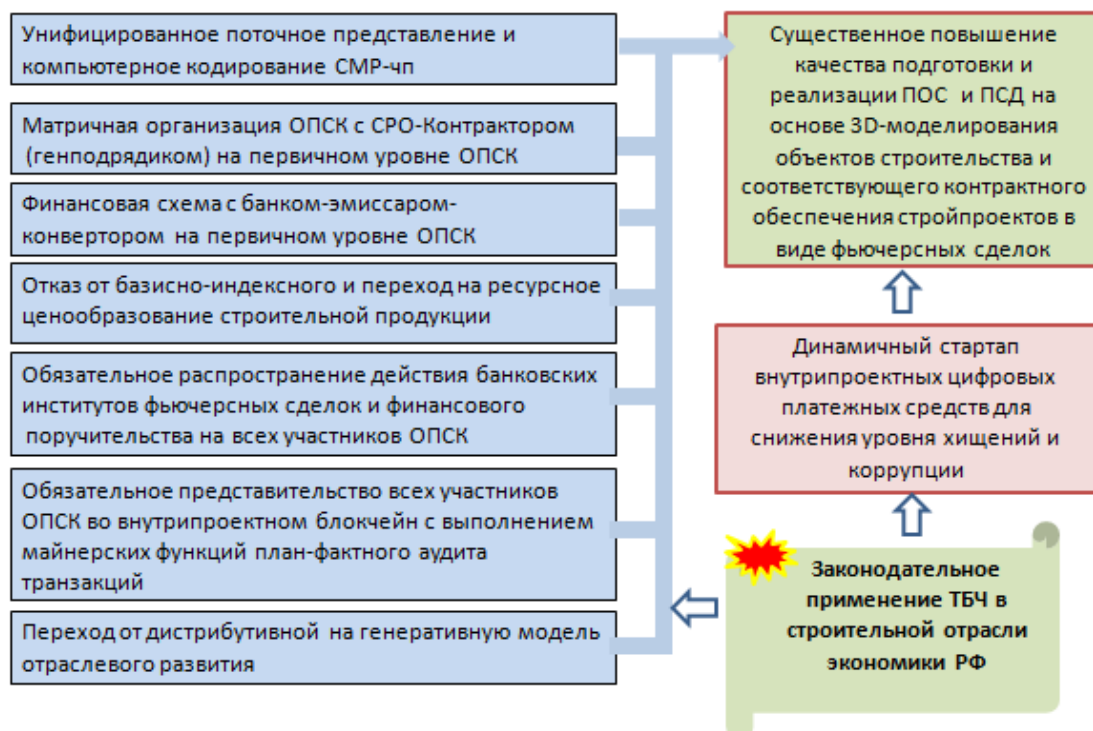 Унифицированное поточное представление и
компьютерное кодирование СМР-чп
Матричная организация ОПСК с СРО-Контрактором
(генподрядиком) на первичном уровне ОПСК
Финансовая схема с банком-эмиссаром-
конвертором на первичном уровне ОПСК
Отказ от базисно-индексного и переход на ресурсное
ценообразование строительной продукции
Обязательное распространение действия банковских
институтов фьючерсных сделок и финансового
поручительства на всех участников ОПСК
Обязательное представительство всех участников
ОПСК во внутрипроектном блокчейн с выполнением
майнерских функций план-фактного аудита
транзакций
Переход от дистрибутивной на генеративную модель
отраслевого развития
Существенное повышение
качества подготовки и
реализации ПОС и ПСД на
основе 3D-моделирования
объектов строительства и
соответствующего контрактного
обеспечения стройпроектов в
виде фьючерсных сделок
Динамичный стартап
внутрипроектных цифровых
платежных средств для
снижения уровня хищений и
коррупции
Законодательное
применение ТБЧ в
строительной отрасли
экономики РФ